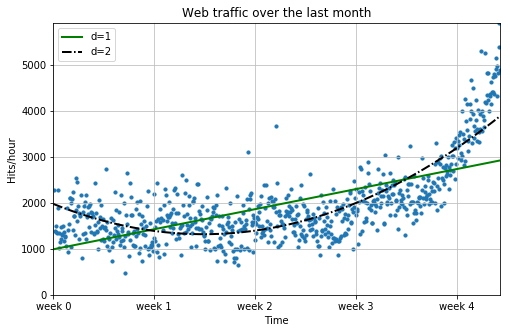 Web traffic over the last month
d=1
d=2
Hits/hour
5000
4000
3000
2000
1000
0
week 0
week 1
week 2
week 3
week 4
Time